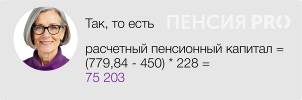 ПЕНСИЯ PRO
Так, то есть
расчетный пенсионный капитал =
(779,84 - 450) * 228 =
75 203